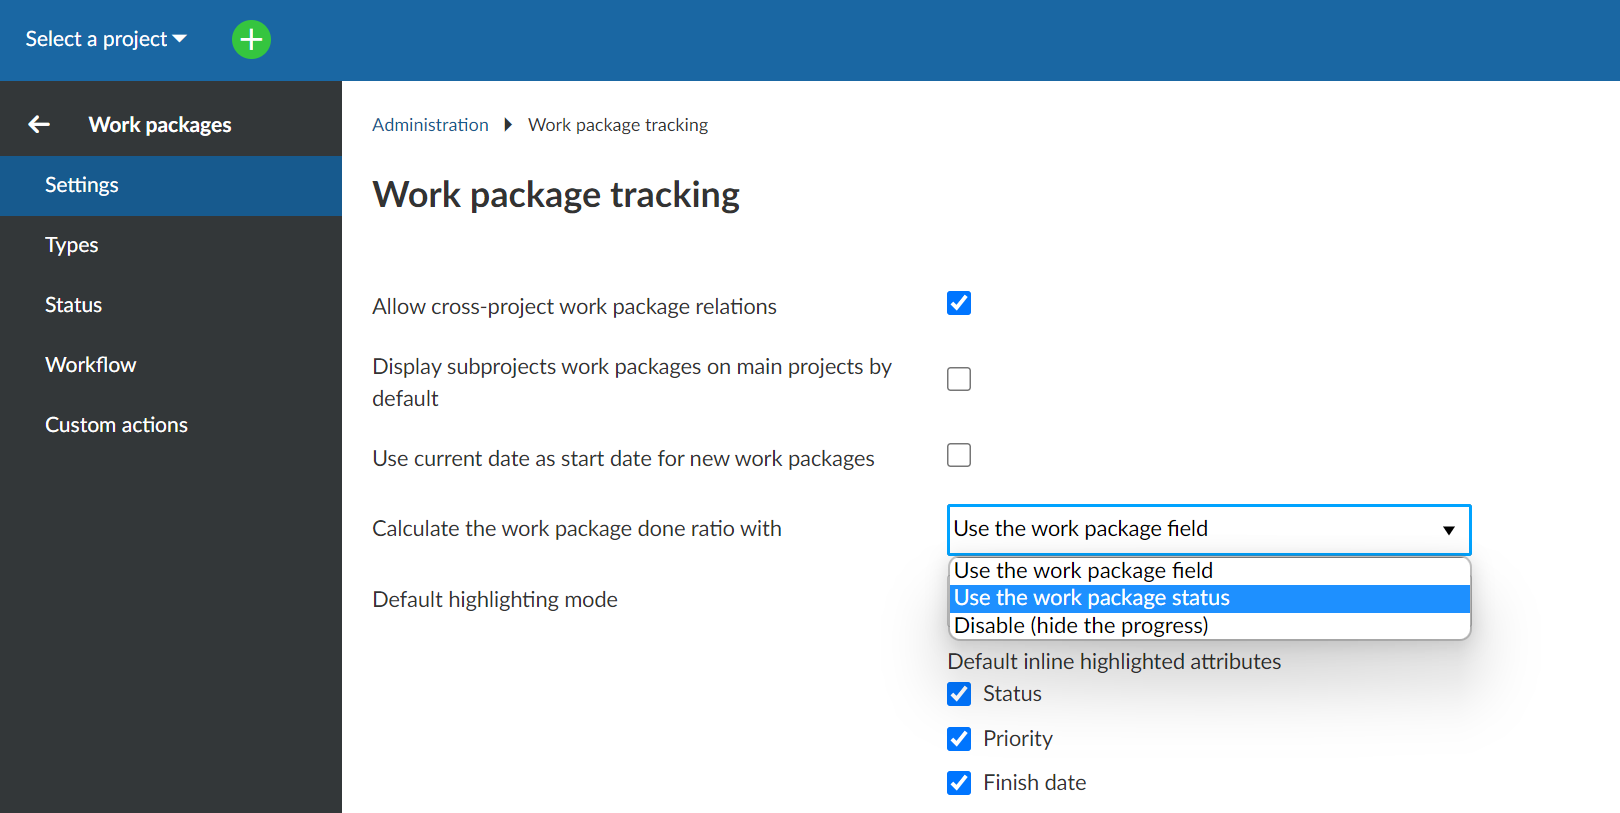 Select a project
Work packages
Settings
Types
Status
Workflow
Custom actions
Administration Work package tracking
Work package tracking
Allow cross-project work package relations
Display subprojects work packages on main projects by
default
Use current date as start date for new work packages
Calculate the work package done ratio with
Use the work package field
Use the work package field
Use the work package status
Disable (hide the progress)
Default highlighting mode
Default inline highlighted attributes
Status
Priority
Finish date